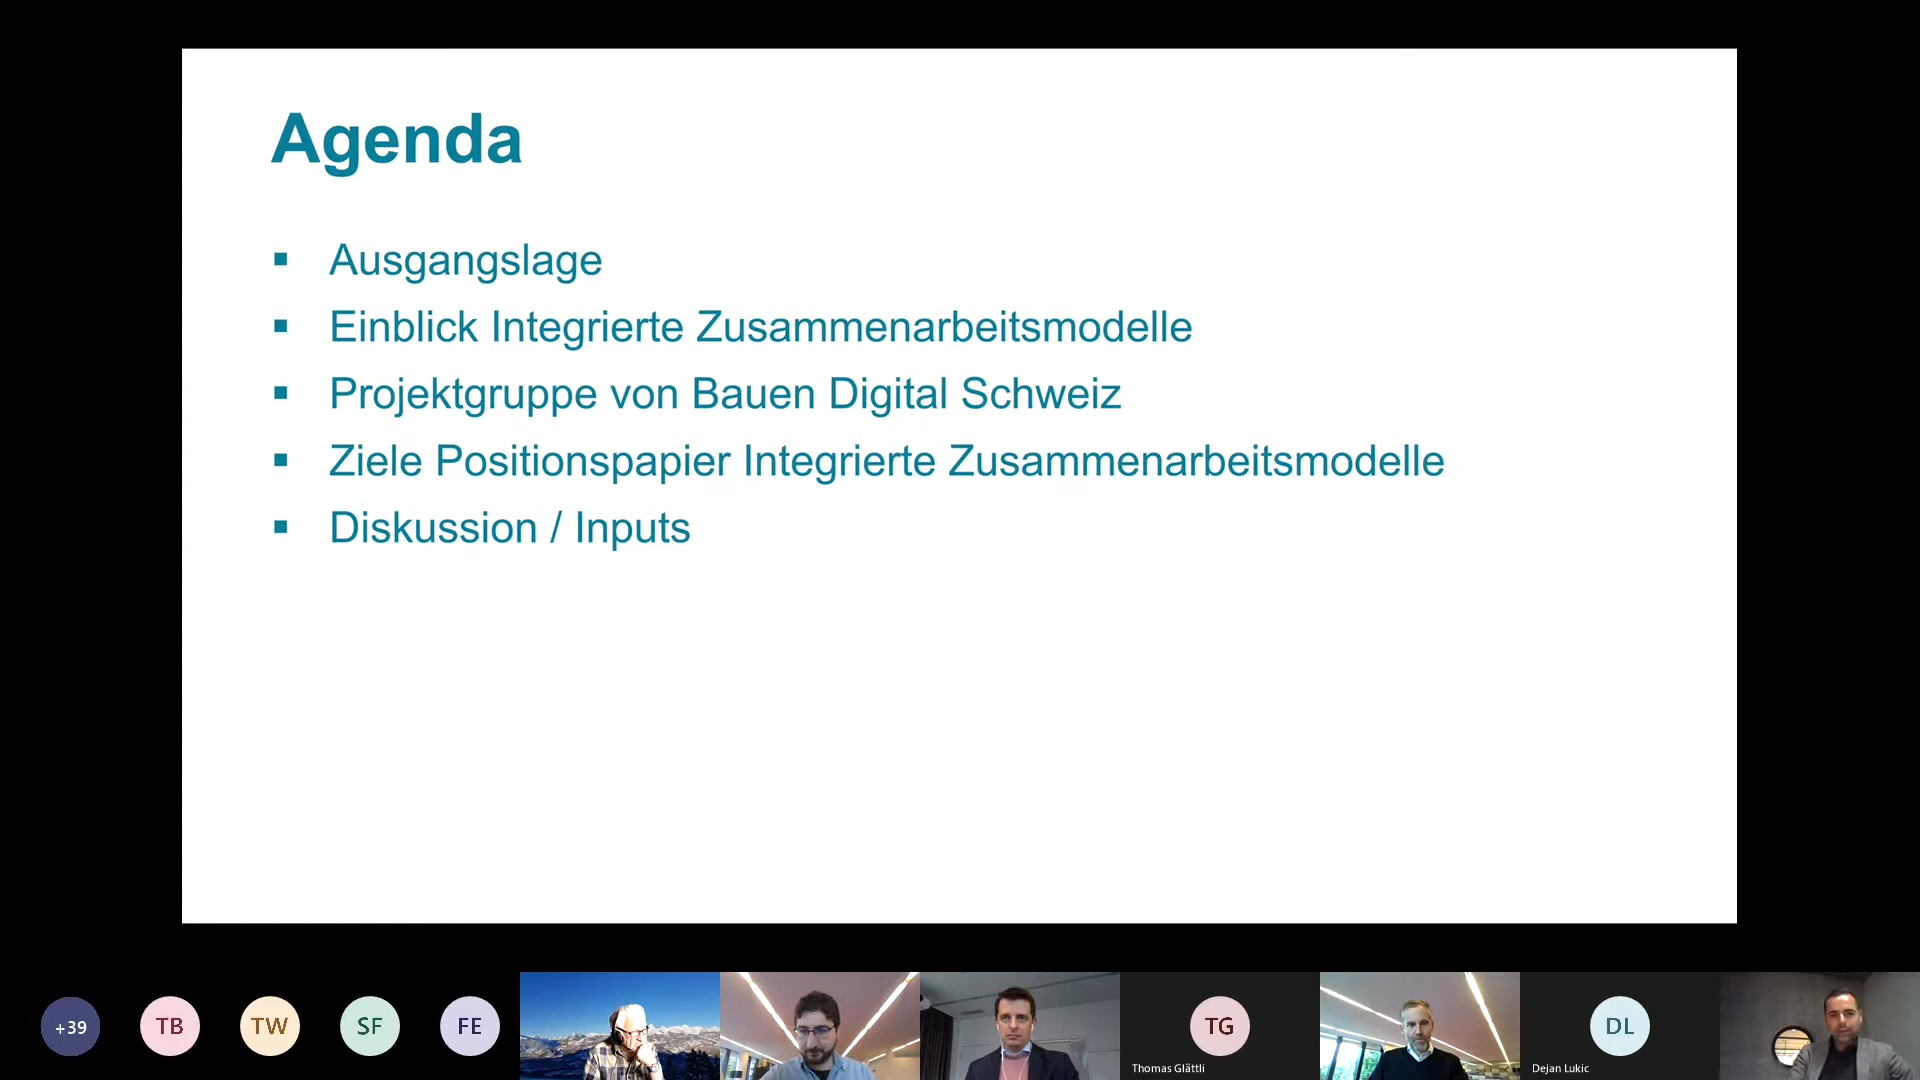 Agenda
▪ Ausgangslage
▪ Einblick Integrierte Zusammenarbeitsmodelle
▪ Projektgruppe von Bauen Digital Schweiz
▪ Ziele Positionspapier Integrierte Zusammenarbeitsmodelle
▪ Diskussion / Inputs
+39
TB
TW
SF
FE
TG
Thomas Glättli
DL
Dejan Lukic